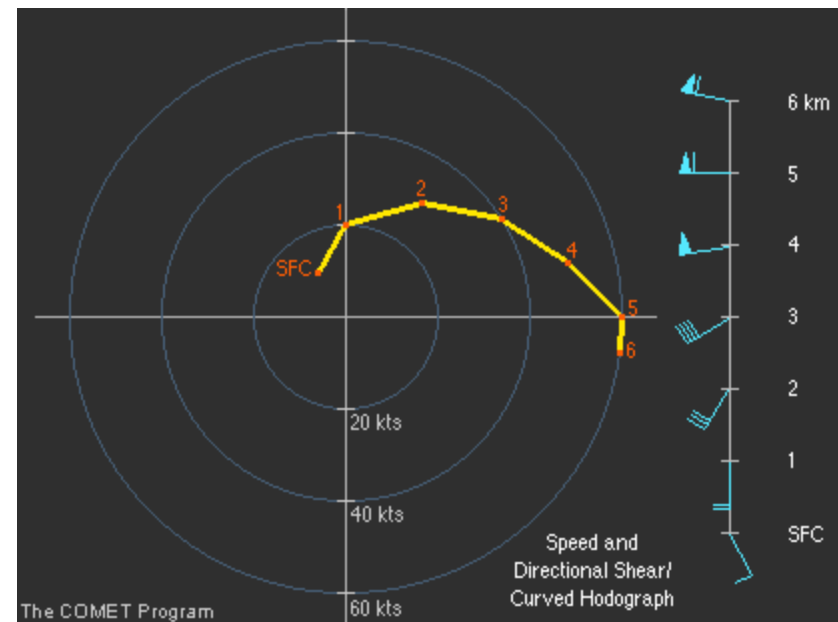 1
2
3
4
5
6
SFC
20 kts
40 kts
60 kts
6 km
5
4
3
2
1
SFC
Speed and
Directional Shear/
Curved Hodograph
The COMET Program